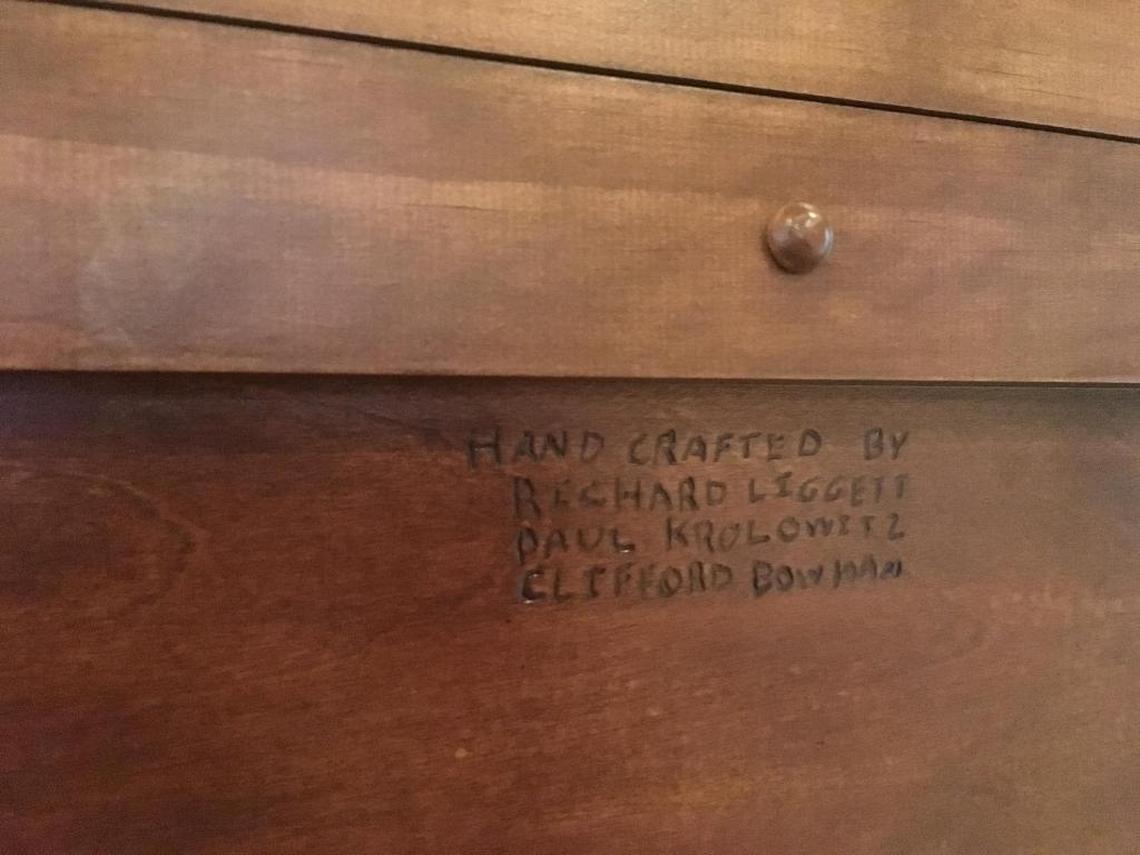 HAND CRAFTED BY
RICHARD LIGGETT
PAUL KROLOWITZ
CLIFFORD BOWMAN